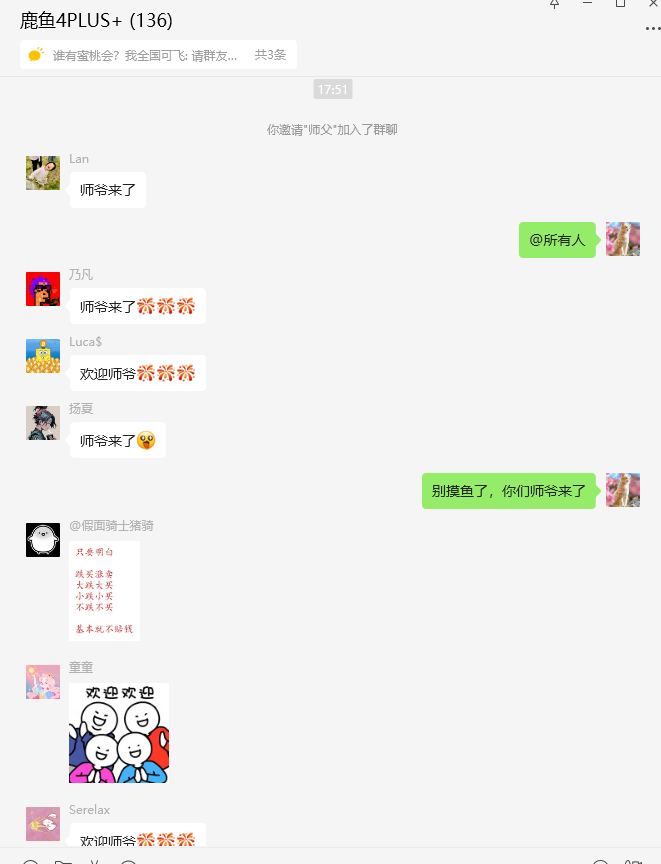 鹿鱼4PLUS+ (136)
谁有蜜桃会？我全国可飞: 请群友... 共3条
17:51
你邀请"师父"加入了群聊
Lan
师爷来了
@所有人
乃凡
师爷来了
Luca$
欢迎师爷
扬夏
师爷来了
别摸鱼了，你们师爷来了
@假面骑士猪骑
只要明白
跌买涨卖
大跌大买
小跌小买
不跌不买
基本就不赔钱
童童
欢迎欢迎
Serelax
欢迎师爷